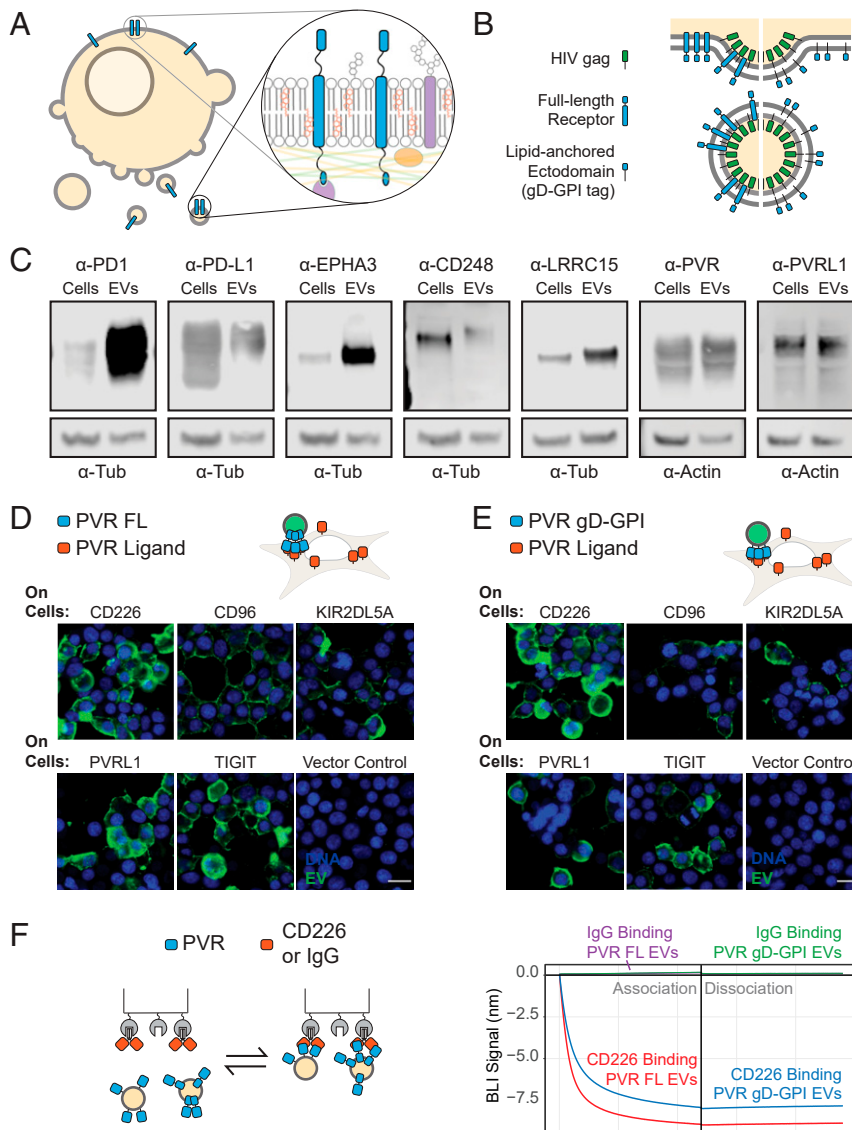 A
B
HIV gag
Full-length
Receptor
Lipid-anchored
Ectodomain
(gD-GPI tag)
C
α-PD1 α-PD-L1 α-EPHA3 α-CD248 α-LRRC15 α-PVR α-PVRL1
Cells EVs Cells EVs Cells EVs Cells EVs Cells EVs Cells EVs Cells EVs
α-Tub α-Tub α-Tub α-Tub α-Tub α-Actin α-Actin
D
PVR FL
PVR Ligand
On
Cells: CD226 CD96 KIR2DL5A
On
Cells: PVRL1 TIGIT Vector Control
DNA
EV
E
PVR gD-GPI
PVR Ligand
On
Cells: CD226 CD96 KIR2DL5A
On
Cells: PVRL1 TIGIT Vector Control
DNA
EV
F
PVR
CD226
or IgG
IgG Binding
PVR FL EVs
IgG Binding
PVR gD-GPI EVs
Association
Dissociation
CD226 Binding
PVR FL EVs
CD226 Binding
PVR gD-GPI EVs
BLI Signal (nm)
0.0
−2.5
−5.0
−7.5